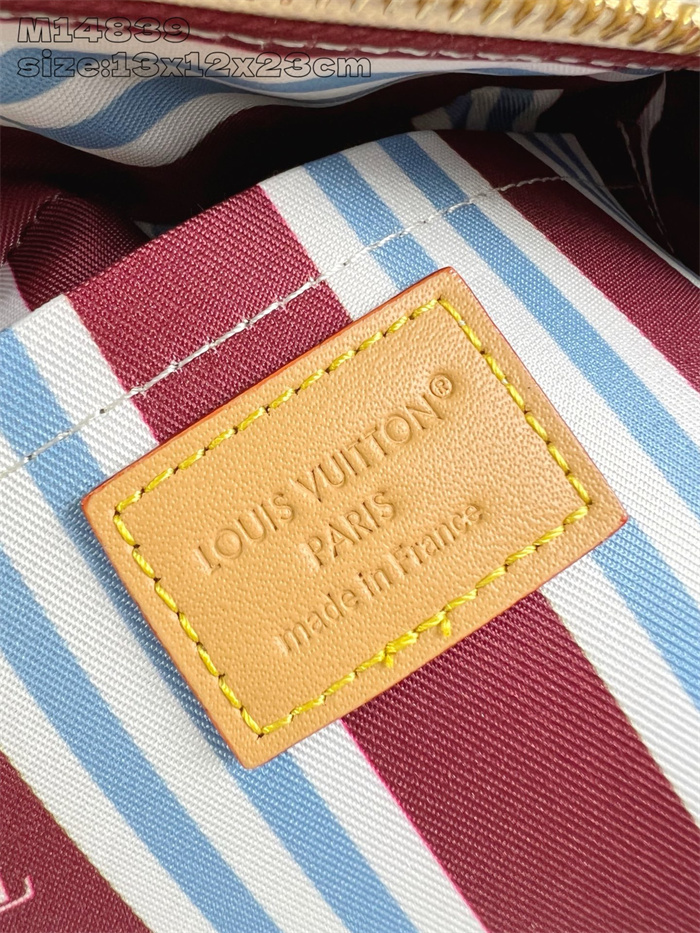 M14839
size:13x12x23cm
LOUIS VUITTON®
PARIS
made in France